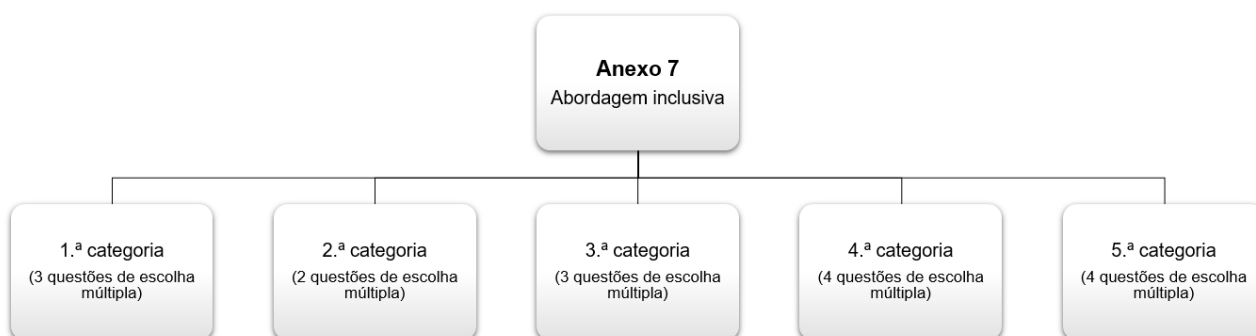 Anexo 7
Abordagem inclusiva
1.ª categoria
(3 questões de escolha
múltipla)
2.ª categoria
(2 questões de escolha
múltipla)
3.ª categoria
(3 questões de escolha
múltipla)
4.ª categoria
(4 questões de escolha
múltipla)
5.ª categoria
(4 questões de escolha
múltipla)